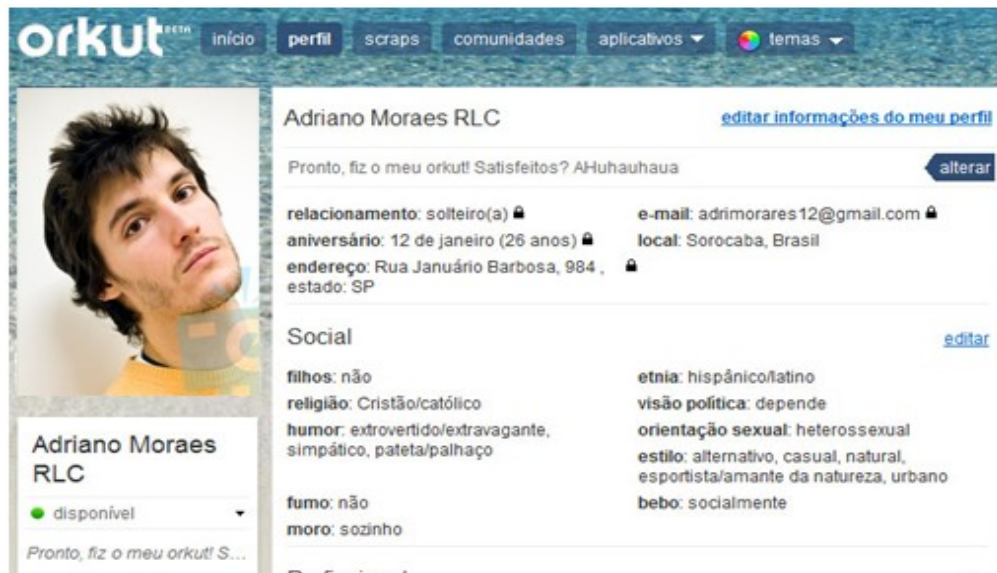 orkut BETA
início perfil scraps comunidades aplicativos temas
Adriano Moraes RLC editar informações do meu perfil
Pronto, fiz o meu orkut! Satisfeitos? AHuhauhaua alterar
relacionamento: solteiro(a) e-mail: adrimorares12@gmail.com
aniversário: 12 de janeiro (26 anos) local: Sorocaba, Brasil
endereço: Rua Januário Barbosa, 984 ,
estado: SP
Social editar
filhos: não etnia: hispânico/latino
religião: Cristão/católico visão política: depende
humor: extrovertido/extravagante,
simpático, pateta/palhaço
orientação sexual: heterossexual
estilo: alternativo, casual, natural,
esportista/amante da natureza, urbano
fumo: não bebo: socialmente
moro: sozinho
Adriano Moraes
RLC
disponível
Pronto, fiz o meu orkut! S...